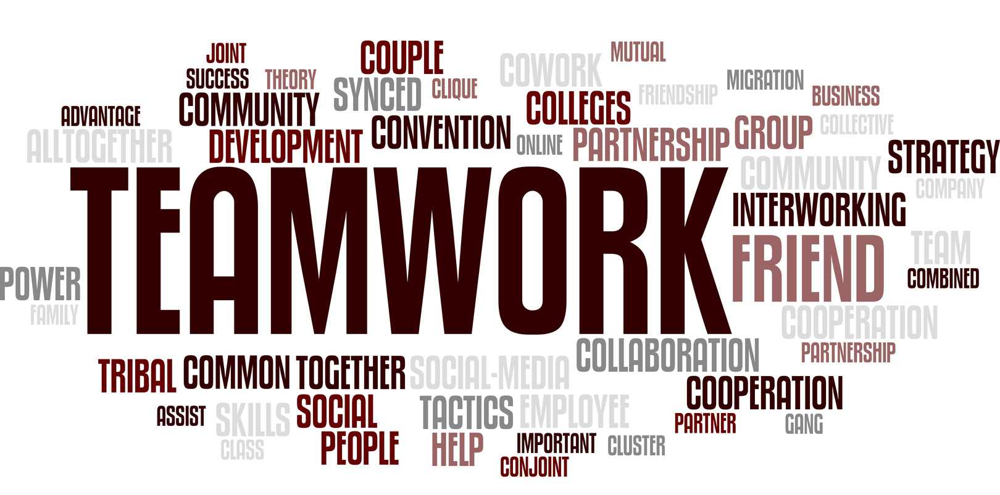 JOINT
COUPLE
MUTUAL
COWORK
SUCCESS
THEORY
SYNCED
CLIQUE
MIGRATION
FRIENDSHIP
BUSINESS
COMMUNITY
COLLEGES
ADVANTAGE
COLLECTIVE
CONVENTION
GROUP
ALLTOGETHER
DEVELOPMENT
ONLINE
PARTNERSHIP
STRATEGY
COMMUNITY
COMPANY
TEAMWORK
INTERWORKING
FRIEND
TEAM
COMBINED
POWER
FAMILY
COOPERATION
PARTNERSHIP
COLLABORATION
TRIBAL
COMMON
TOGETHER
SOCIAL-MEDIA
COOPERATION
ASSIST
SKILLS
SOCIAL
TACTICS
EMPLOYEE
PARTNER
GANG
CLASS
PEOPLE
HELP
IMPORTANT
CLUSTER
CONJOINT